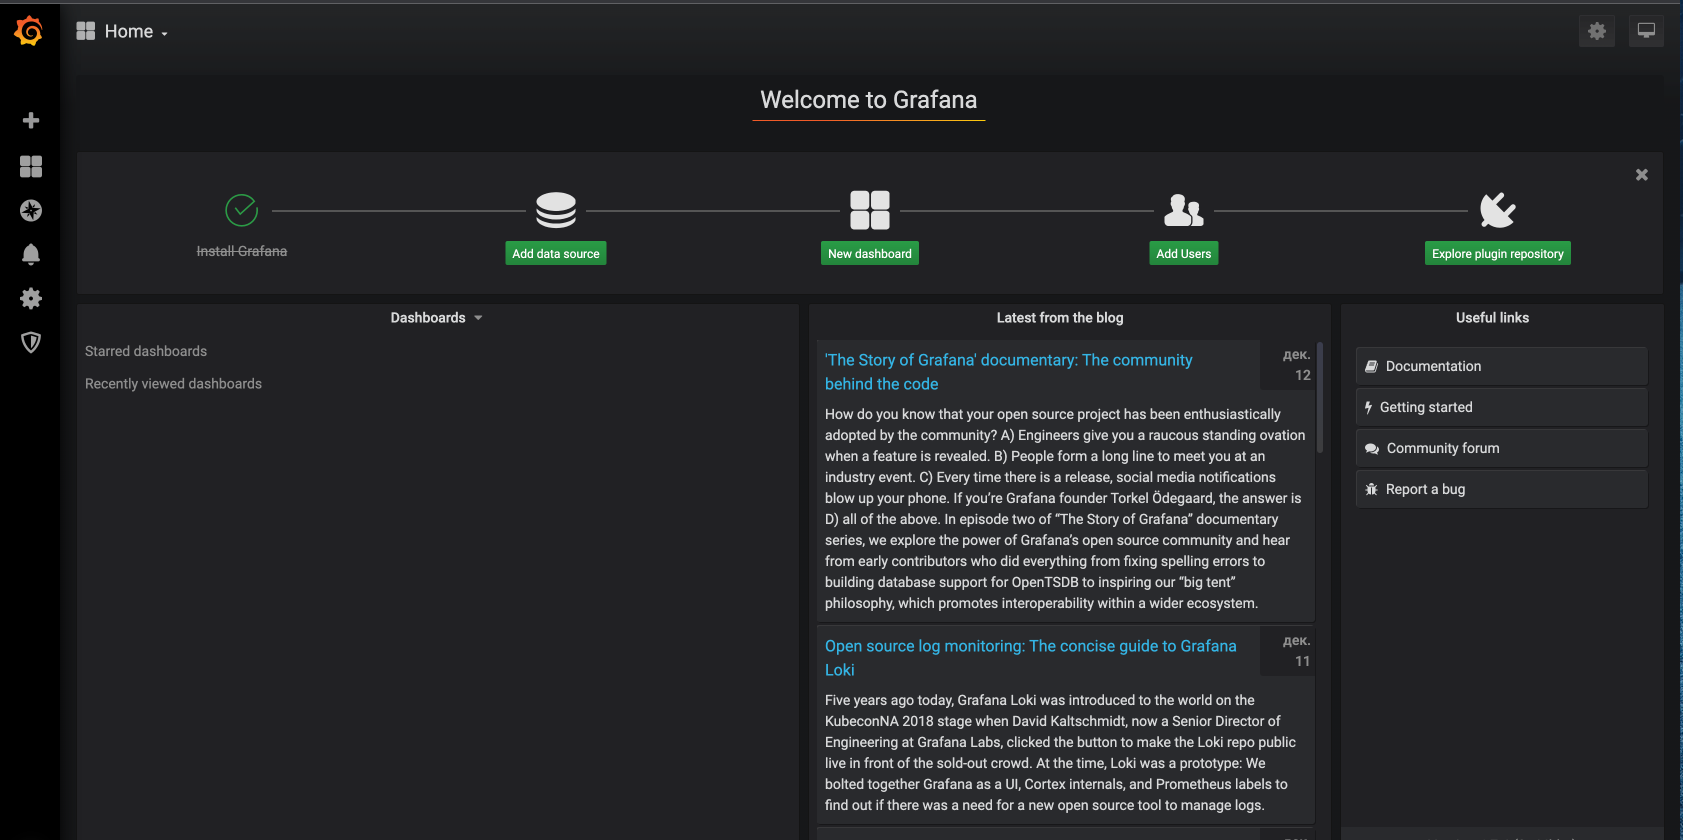 Home
Welcome to Grafana
Install Grafana
Add data source
New dashboard
Add Users
Explore plugin repository
Dashboards
Starred dashboards
Recently viewed dashboards
Latest from the blog
'The Story of Grafana' documentary: The community
behind the code
дек.
12
How do you know that your open source project has been enthusiastically
adopted by the community? A) Engineers give you a raucous standing ovation
when a feature is revealed. B) People form a long line to meet you at an
industry event. C) Every time there is a release, social media notifications
blow up your phone. If you’re Grafana founder Torkel Ödegaard, the answer is
D) all of the above. In episode two of “The Story of Grafana” documentary
series, we explore the power of Grafana’s open source community and hear
from early contributors who did everything from fixing spelling errors to
building database support for OpenTSDB to inspiring our “big tent”
philosophy, which promotes interoperability within a wider ecosystem.
Open source log monitoring: The concise guide to Grafana
Loki
дек.
11
Five years ago today, Grafana Loki was introduced to the world on the
KubeconNA 2018 stage when David Kaltschmidt, now a Senior Director of
Engineering at Grafana Labs, clicked the button to make the Loki repo public
live in front of the sold-out crowd. At the time, Loki was a prototype: We
bolted together Grafana as a UI, Cortex internals, and Prometheus labels to
find out if there was a need for a new open source tool to manage logs.
Useful links
Documentation
Getting started
Community forum
Report a bug